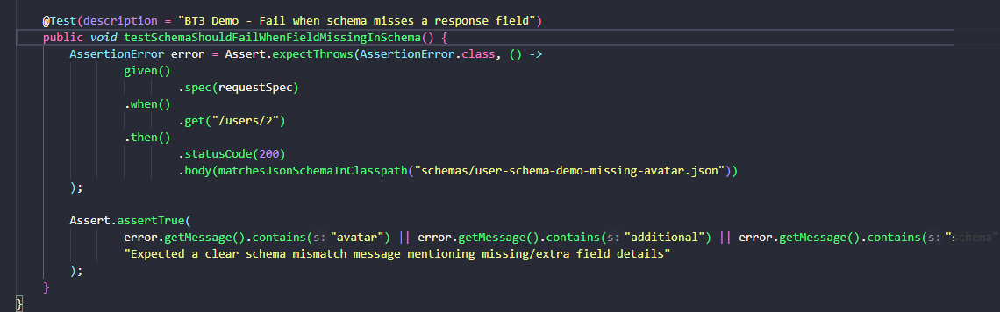 @Test(description = "BT3 Demo - Fail when schema misses a response field")
public void testSchemaShouldFailWhenFieldMissingInSchema() {
AssertionError error = Assert.expectThrows(AssertionError.class, () ->
given()
.spec(requestSpec)
.when()
.get("/users/2")
.then()
.statusCode(200)
.body(matchesJsonSchemaInClasspath("schemas/user-schema-demo-missing-avatar.json"))
);
Assert.assertTrue(
error.getMessage().contains(s: "avatar") || error.getMessage().contains(s: "additional") || error.getMessage().contains(s: "schema"
"Expected a clear schema mismatch message mentioning missing/extra field details"
);
}
}